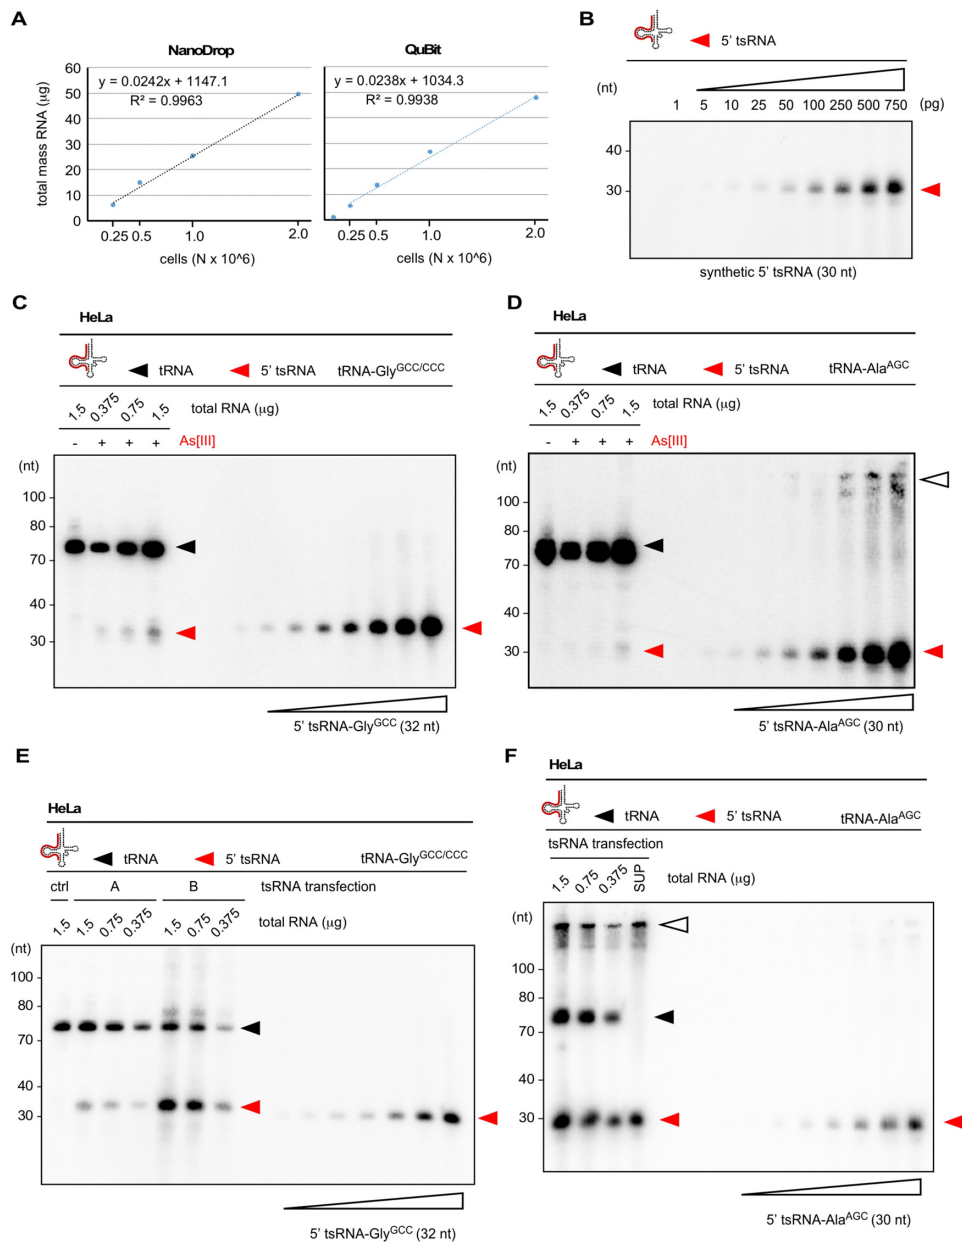 A
NanoDrop
QuBit
total mass RNA (µg)
60
50
40
30
20
10
0
y = 0.0242x + 1147.1
R² = 0.9963
y = 0.0238x + 1034.3
R² = 0.9938
0.25 0.5 1.0 2.0
0.25 0.5 1.0 2.0
cells (N x 10^6)
cells (N x 10^6)
B
5' tsRNA
(nt)
1 5 10 25 50 100 250 500 750 (pg)
40
30
synthetic 5' tsRNA (30 nt)
C
HeLa
tRNA 5' tsRNA tRNA-Gly^GCC/CCC
1.5 0.375 0.75 1.5 total RNA (µg)
- + + + As[III]
(nt)
100
80
70
40
30
5' tsRNA-Gly^GCC (32 nt)
D
HeLa
tRNA 5' tsRNA tRNA-Ala^AGC
1.5 0.375 0.75 1.5 total RNA (µg)
- + + + As[III]
(nt)
100
80
70
40
30
5' tsRNA-Ala^AGC (30 nt)
E
HeLa
tRNA 5' tsRNA tRNA-Gly^GCC/CCC
ctrl A B tsRNA transfection
1.5 1.5 0.75 0.375 1.5 0.75 0.375 total RNA (µg)
(nt)
100
80
70
40
30
5' tsRNA-Gly^GCC (32 nt)
F
HeLa
tRNA 5' tsRNA tRNA-Ala^AGC
tsRNA transfection
1.5 0.75 0.375 SUP total RNA (µg)
(nt)
100
80
70
40
30
5' tsRNA-Ala^AGC (30 nt)